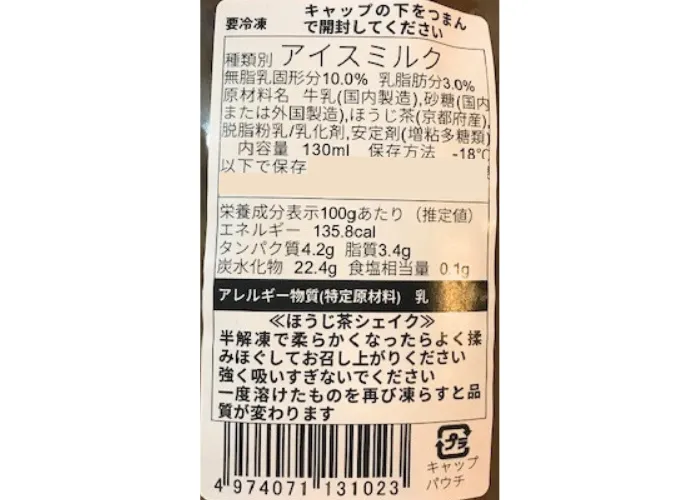 要冷凍
キャップの下をつまん
で開封してください
種類別 アイスミルク
無脂乳固形分10.0% 乳脂肪分3.0%
原材料名 牛乳(国内製造),砂糖(国内
または外国製造),ほうじ茶(京都府産),
脱脂粉乳/乳化剤,安定剤(増粘多糖類)
内容量 130ml 保存方法 -18℃
以下で保存
栄養成分表示100gあたり（推定値）
エネルギー 135.8cal
タンパク質4.2g 脂質3.4g
炭水化物 22.4g 食塩相当量 0.1g
アレルギー物質(特定原材料) 乳
≪ほうじ茶シェイク≫
半解凍で柔らかくなったらよく揉
みほぐしてお召し上がりください
強く吸いすぎないでください
一度溶けたものを再び凍らすと品
質が変わります
プラ
キャップ
パウチ
4 974071 131023